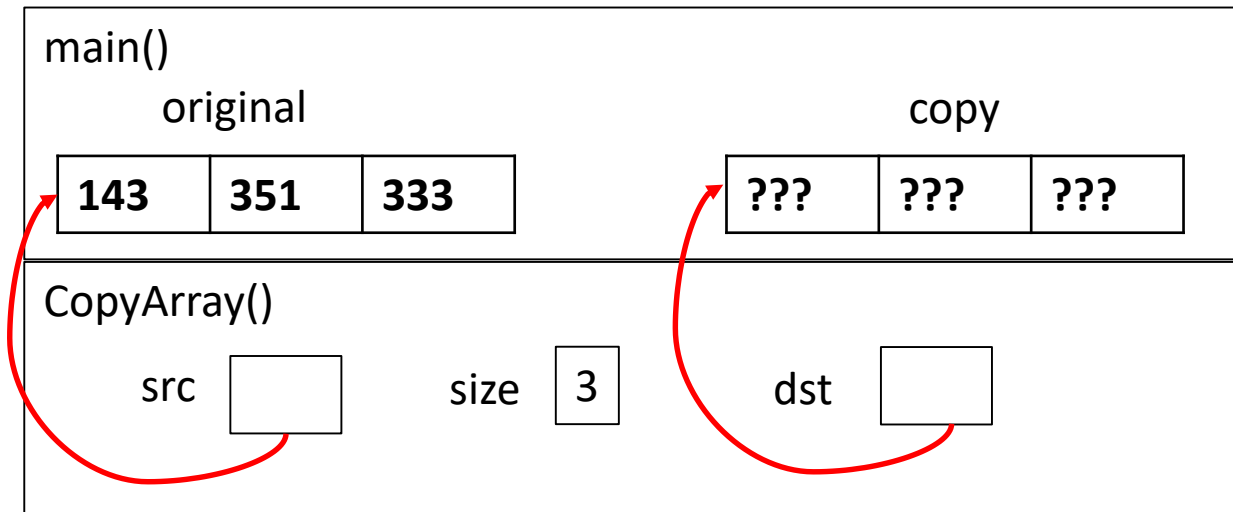 main()
original copy
143 351 333 ??? ??? ???
CopyArray()
src size 3 dst